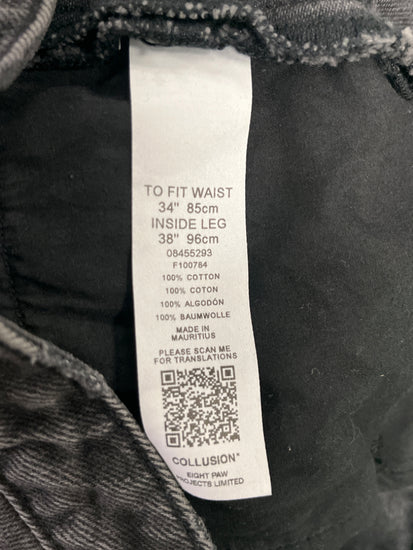 TO FIT WAIST
34" 85cm
INSIDE LEG
38" 96cm
08455293
F100784
100% COTTON
100% COTON
100% ALGODÓN
100% BAUMWOLLE
MADE IN
MAURITIUS
PLEASE SCAN ME
FOR TRANSLATIONS
COLLUSION"
EIGHT PAW
PROJECTS LIMITED